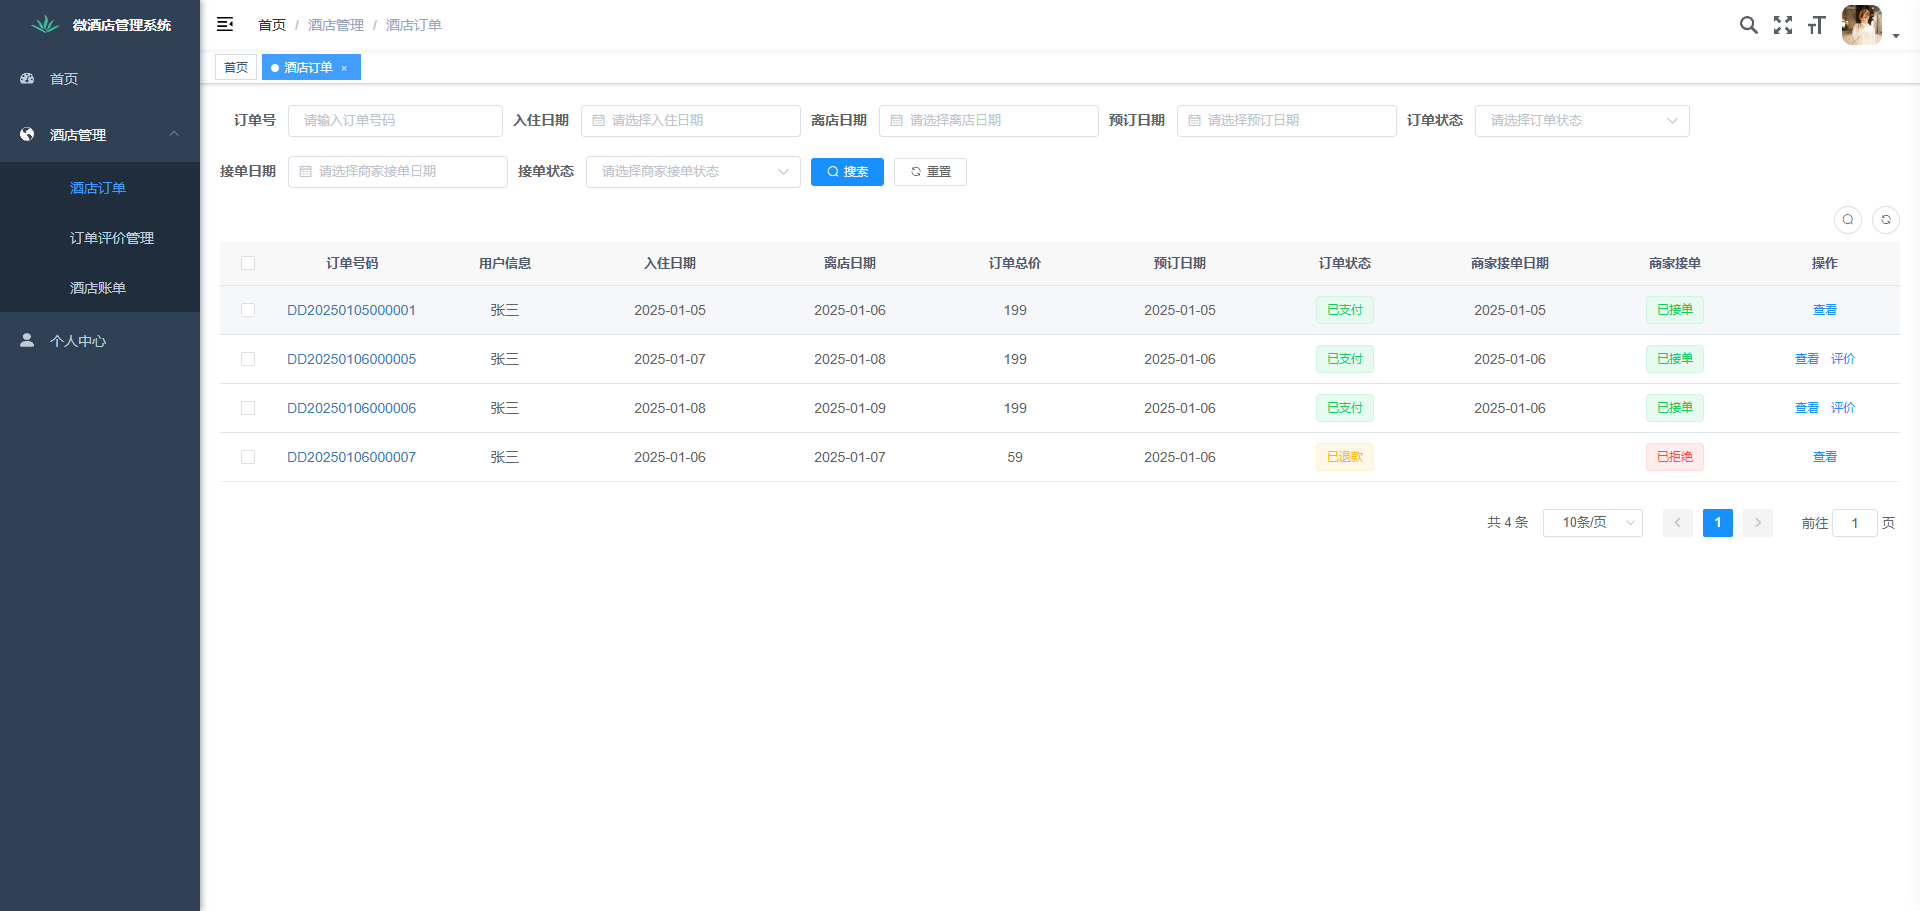 微酒店管理系统
首页
酒店管理
酒店订单
订单评价管理
酒店账单
个人中心
首页 / 酒店管理 / 酒店订单
首页 酒店订单 ×
订单号 请输入订单号码 入住日期 请选择入住日期 离店日期 请选择离店日期 预订日期 请选择预订日期 订单状态 请选择订单状态
接单日期 请选择商家接单日期 接单状态 请选择商家接单状态 搜索 重置
订单号码 用户信息 入住日期 离店日期 订单总价 预订日期 订单状态 商家接单日期 商家接单 操作
DD20250105000001 张三 2025-01-05 2025-01-06 199 2025-01-05 已支付 2025-01-05 已接单 查看
DD20250106000005 张三 2025-01-07 2025-01-08 199 2025-01-06 已支付 2025-01-06 已接单 查看 评价
DD20250106000006 张三 2025-01-08 2025-01-09 199 2025-01-06 已支付 2025-01-06 已接单 查看 评价
DD20250106000007 张三 2025-01-06 2025-01-07 59 2025-01-06 已退款 已拒绝 查看
共 4 条 10条/页 1 前往 1 页